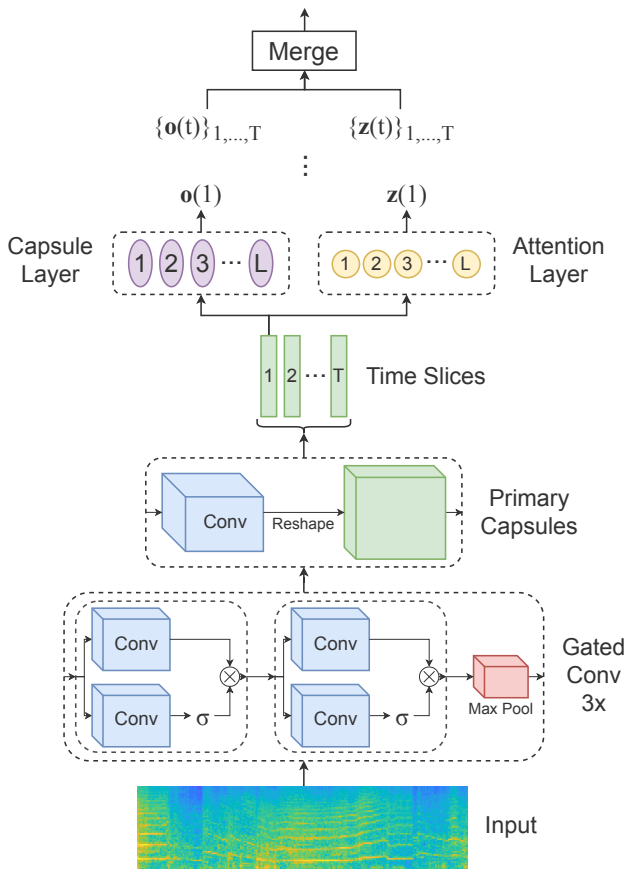 Merge
{o(t)}1,...,T {z(t)}1,...,T
⋮
o(1) z(1)
Capsule Layer
1 2 3 ··· L
1 2 3 ··· L
Attention Layer
1 2 ··· T
Time Slices
Conv
Reshape
Primary Capsules
Conv
Conv σ
Conv
Conv σ
Max Pool
Gated Conv 3x
Input